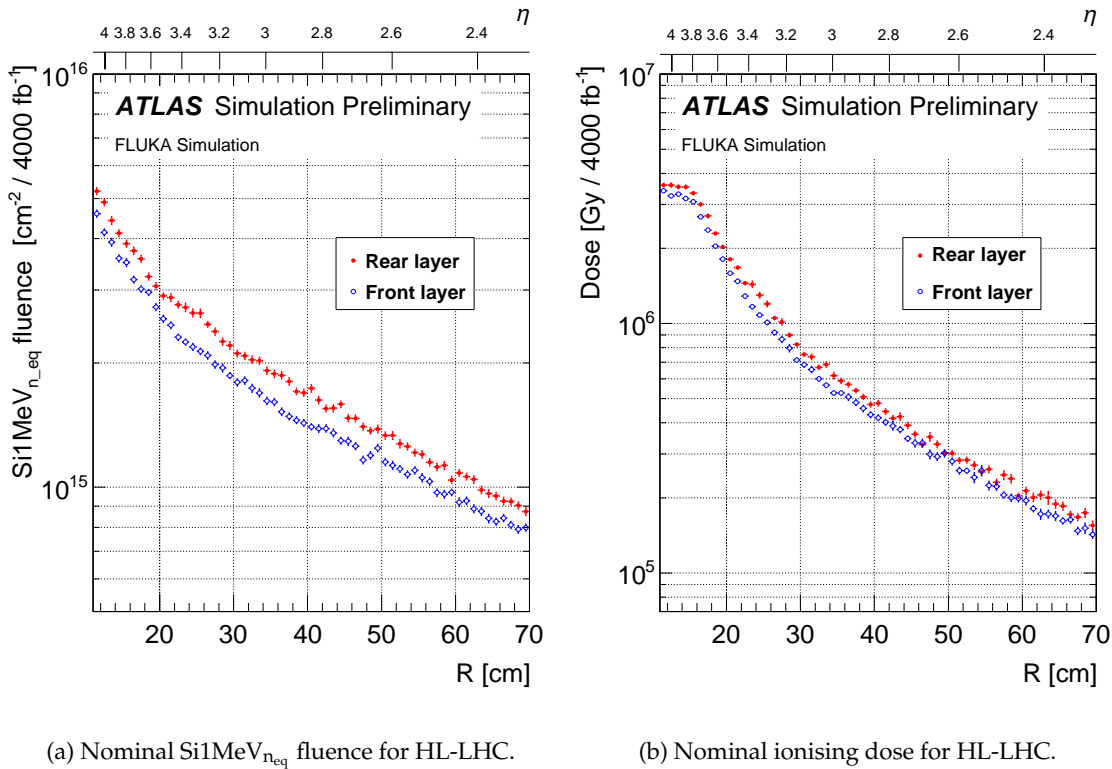 η
4 3.8 3.6 3.4 3.2 3 2.8 2.6 2.4
10^16
ATLAS Simulation Preliminary
FLUKA Simulation
Rear layer
Front layer
Si1MeV_{n_eq} fluence [cm^-2 / 4000 fb^-1]
10^15
20 30 40 50 60 70
R [cm]
(a) Nominal Si1MeV_{n_eq} fluence for HL-LHC.
η
4 3.8 3.6 3.4 3.2 3 2.8 2.6 2.4
10^7
ATLAS Simulation Preliminary
FLUKA Simulation
Rear layer
Front layer
Dose [Gy / 4000 fb^-1]
10^6
10^5
20 30 40 50 60 70
R [cm]
(b) Nominal ionising dose for HL-LHC.